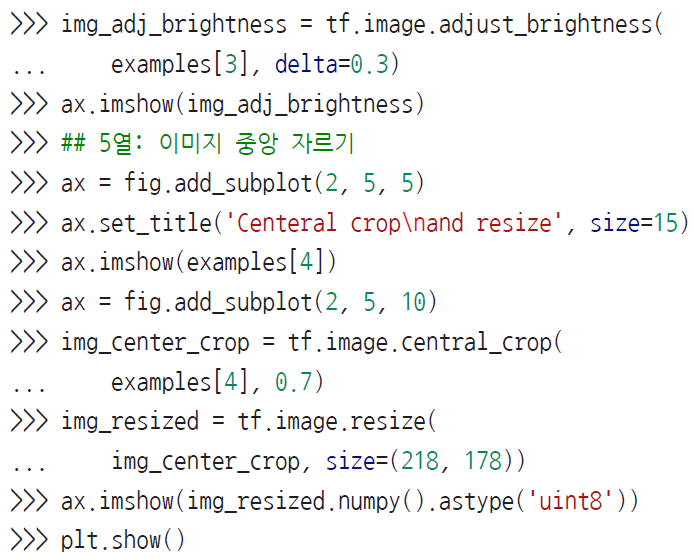 >>> img_adj_brightness = tf.image.adjust_brightness(
...     examples[3], delta=0.3)
>>> ax.imshow(img_adj_brightness)
>>> ## 5열: 이미지 중앙 자르기
>>> ax = fig.add_subplot(2, 5, 5)
>>> ax.set_title('Centeral crop\nand resize', size=15)
>>> ax.imshow(examples[4])
>>> ax = fig.add_subplot(2, 5, 10)
>>> img_center_crop = tf.image.central_crop(
...     examples[4], 0.7)
>>> img_resized = tf.image.resize(
...     img_center_crop, size=(218, 178))
>>> ax.imshow(img_resized.numpy().astype('uint8'))
>>> plt.show()